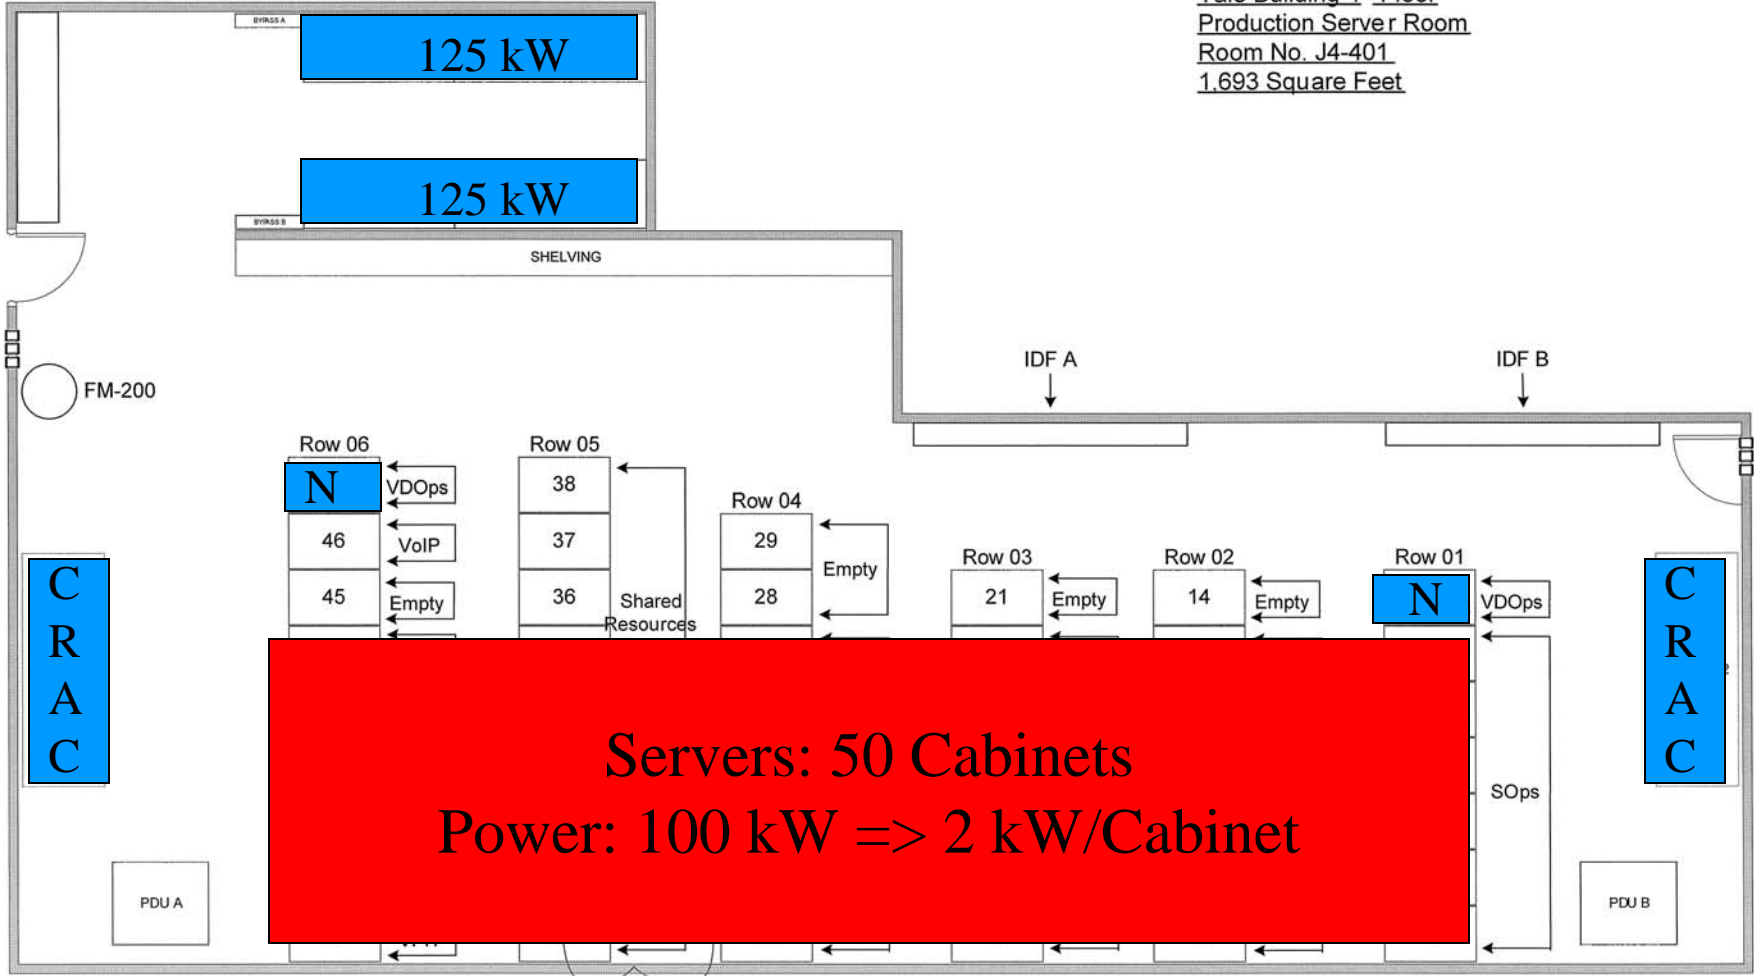 Production Server Room
Room No. J4-401
1,693 Square Feet
BYPASS A
125 kW
125 kW
BYPASS B
SHELVING
FM-200
IDF A
IDF B
Row 06
Row 05
Row 04
Row 03
Row 02
Row 01
N
VDOps
38
46
VoIP
37
29
Empty
45
Empty
36
Shared
Resources
28
21
Empty
14
Empty
N
VDOps
C
R
A
C
C
R
A
C
Servers: 50 Cabinets
Power: 100 kW => 2 kW/Cabinet
SOps
PDU A
PDU B